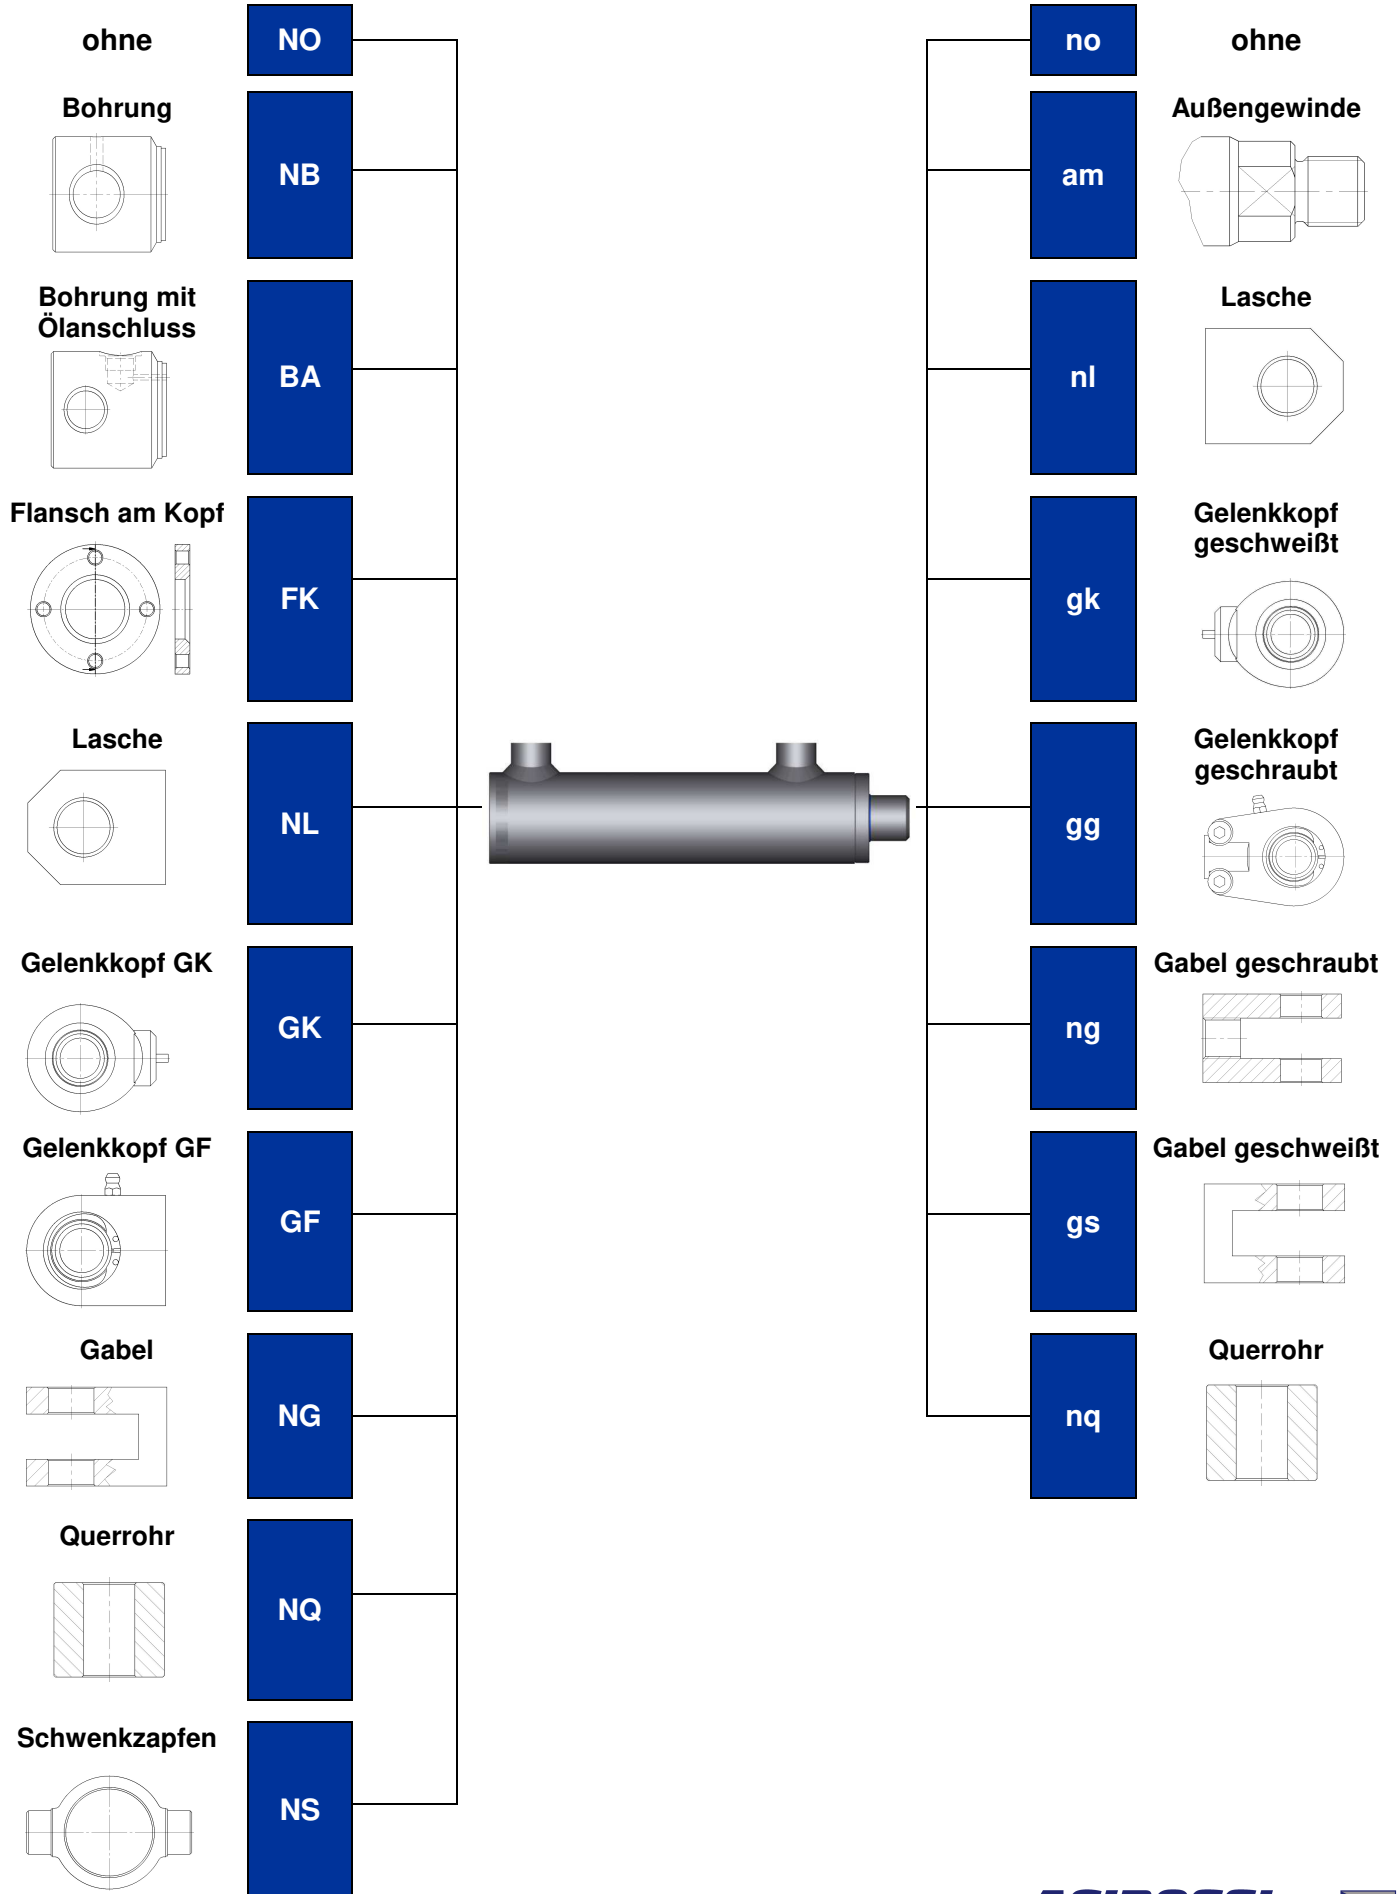 ohne
NO
Bohrung
NB
Bohrung mit
Ölanschluss
BA
Flansch am Kopf
FK
Lasche
NL
Gelenkkopf GK
GK
Gelenkkopf GF
GF
Gabel
NG
Querrohr
NQ
Schwenkzapfen
NS
no
ohne
am
Außengewinde
nl
Lasche
gk
Gelenkkopf
geschweißt
gg
Gelenkkopf
geschraubt
ng
Gabel geschraubt
gs
Gabel geschweißt
nq
Querrohr